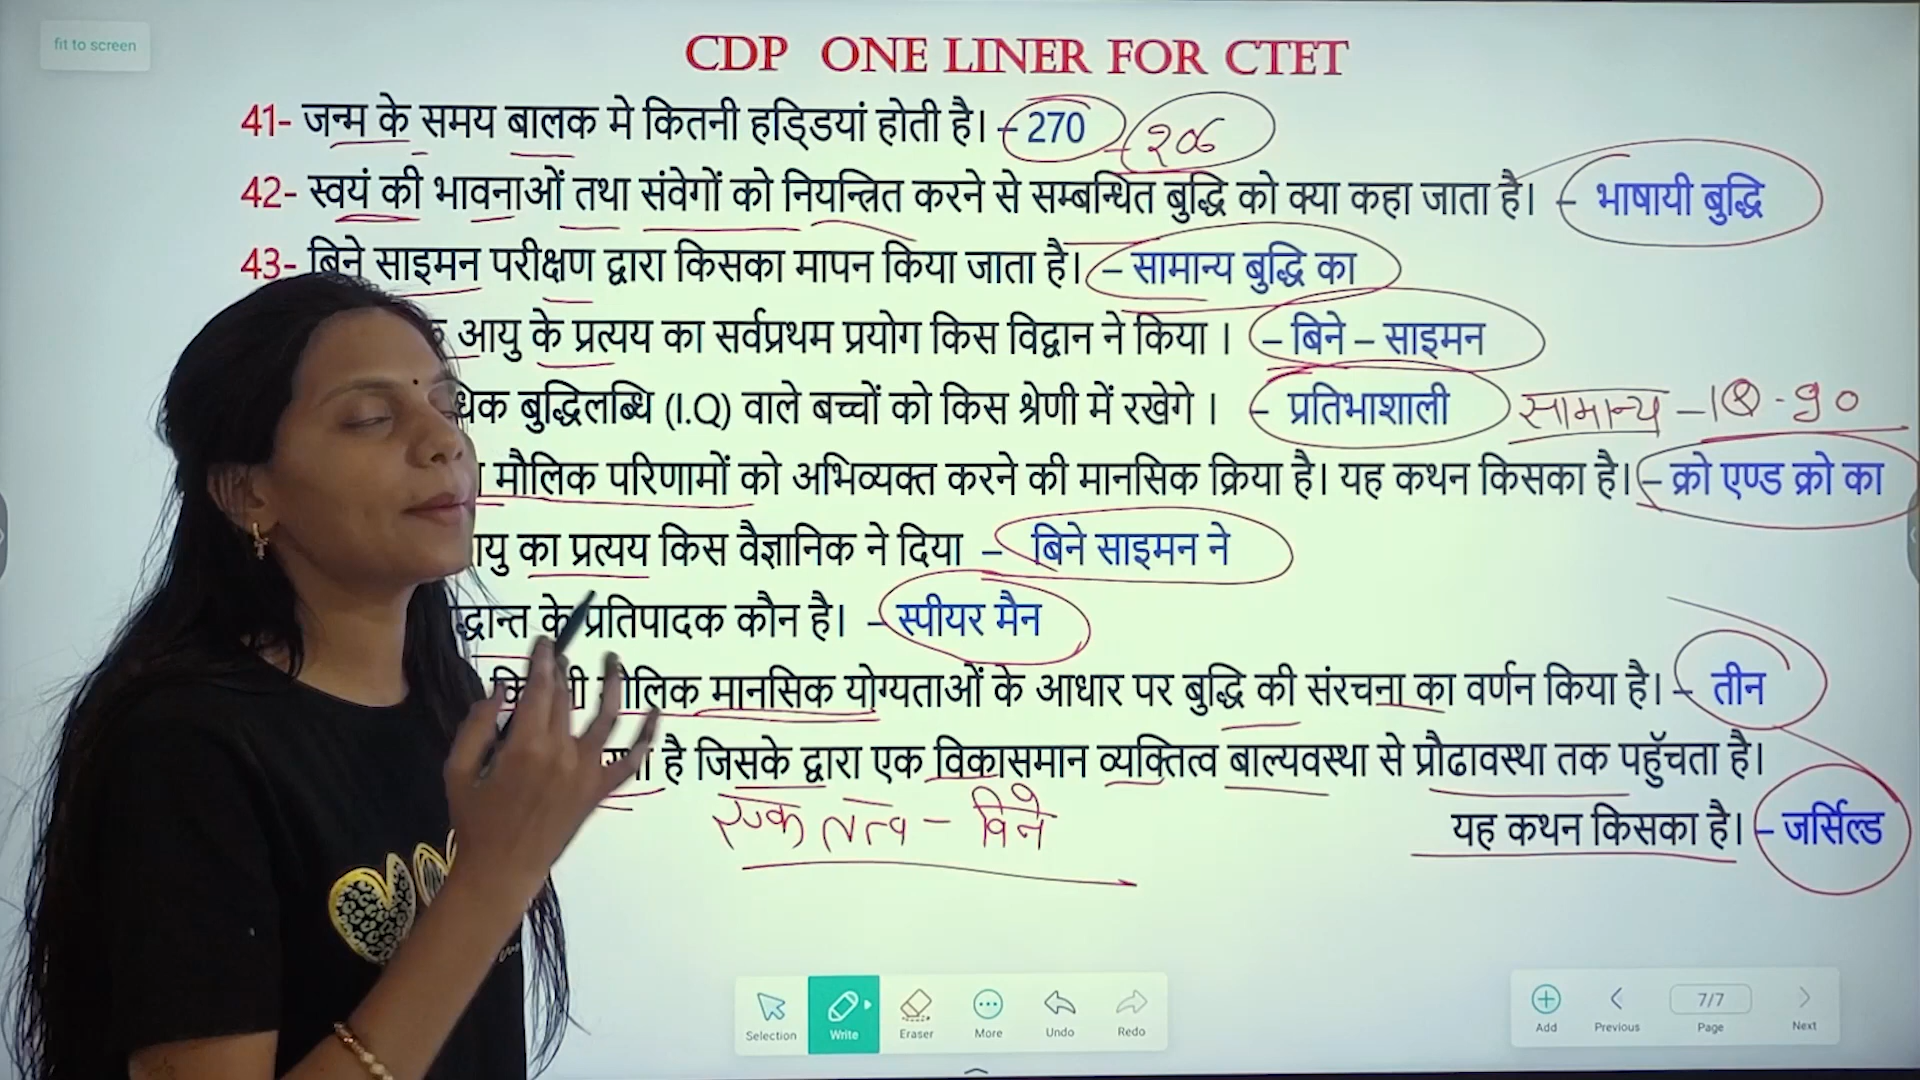 fit to screen
CDP ONE LINER FOR CTET
41- जन्म के समय बालक मे कितनी हड्डियां होती है। – 270 – 206
42- स्वयं की भावनाओं तथा संवेगों को नियन्त्रित करने से सम्बन्धित बुद्धि को क्या कहा जाता है। – भाषायी बुद्धि
43- बिने साइमन परीक्षण द्वारा किसका मापन किया जाता है। – सामान्य बुद्धि का
आयु के प्रत्यय का सर्वप्रथम प्रयोग किस विद्वान ने किया । – बिने – साइमन
बुद्धिलब्धि (I.Q) वाले बच्चों को किस श्रेणी में रखेगे । – प्रतिभाशाली सामान्य –
मौलिक परिणामों को अभिव्यक्त करने की मानसिक क्रिया है। यह कथन किसका है। – क्रो एण्ड क्रो का
का प्रत्यय किस वैज्ञानिक ने दिया – बिने साइमन ने
के प्रतिपादक कौन है। – स्पीयर मैन
मानसिक योग्यताओं के आधार पर बुद्धि की संरचना का वर्णन किया है। – तीन
है जिसके द्वारा एक विकासमान व्यक्तित्व बाल्यवस्था से प्रौढावस्था तक पहुँचता है।
एक तत्व – बिने
यह कथन किसका है। – जर्सिल्ड
Selection Write Eraser More Undo Redo
Add Previous 7/7 Page Next